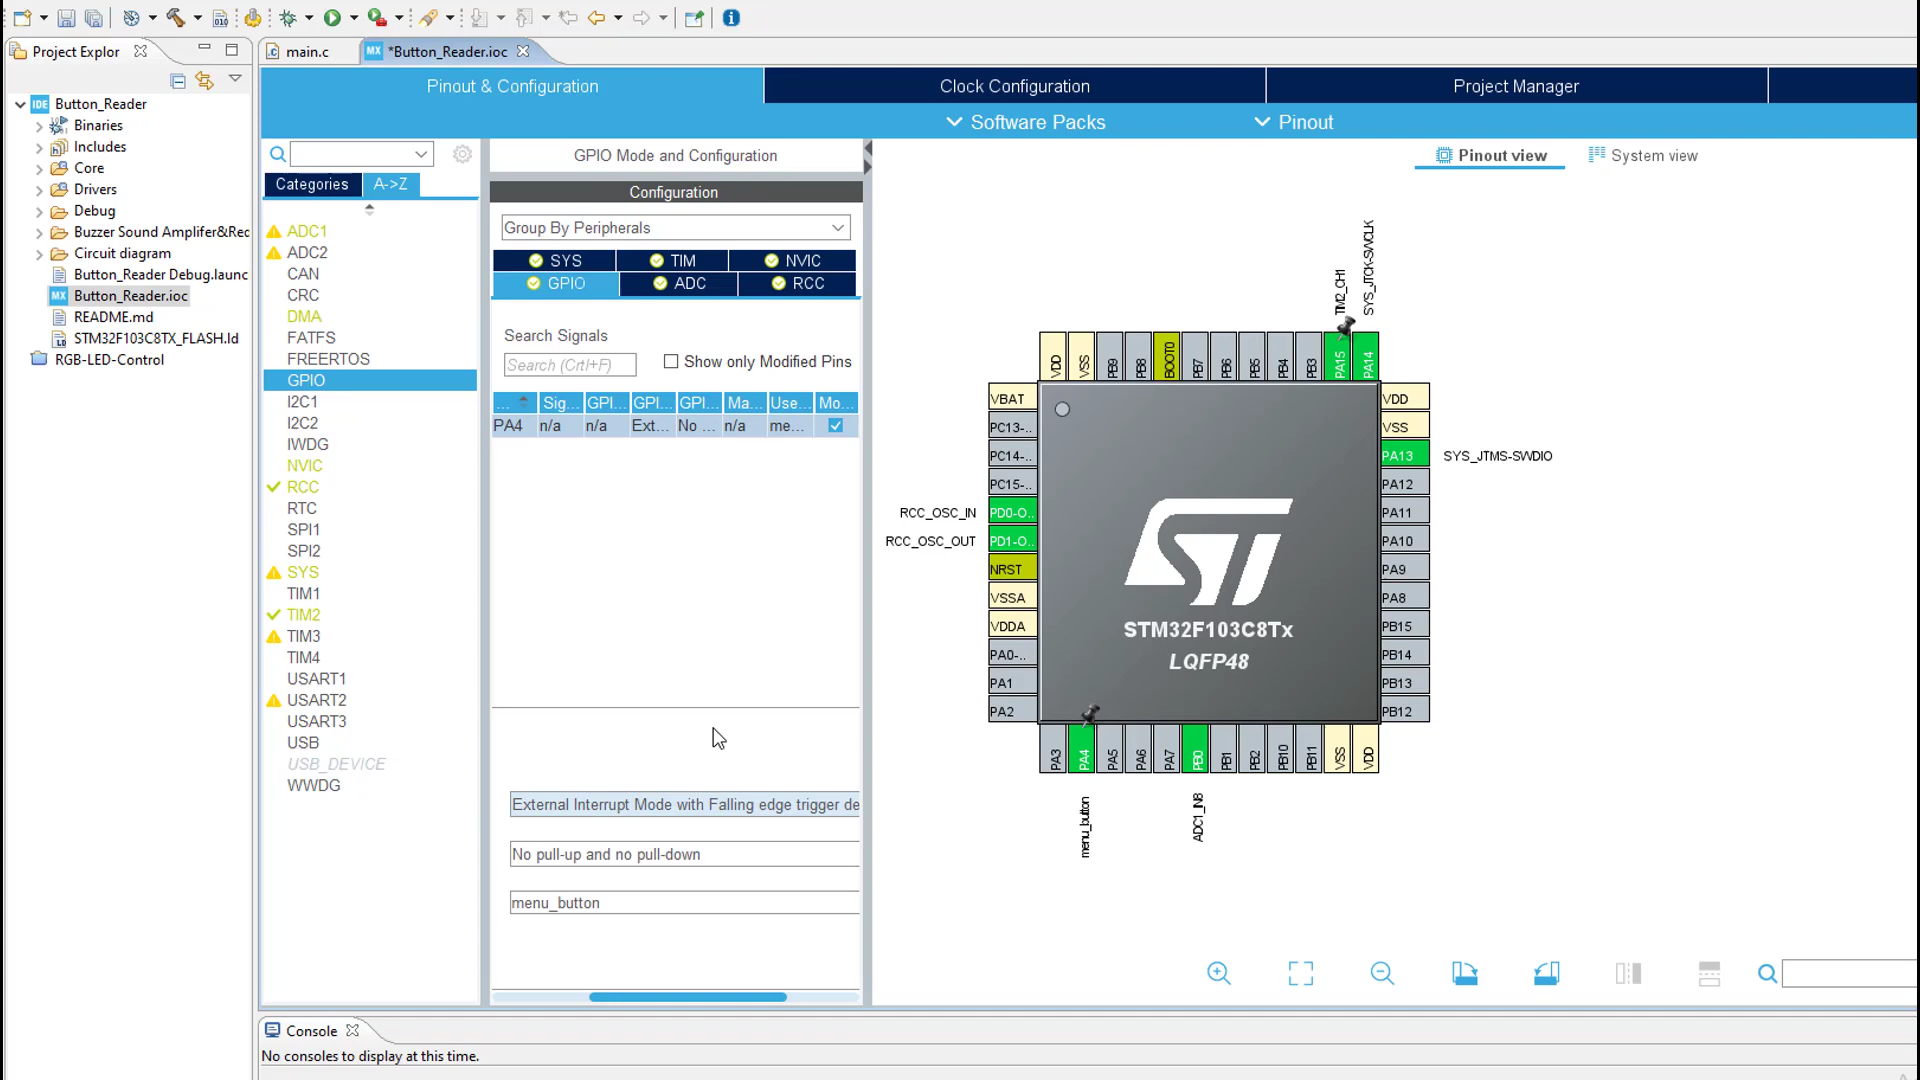 Project Explor
main.c
MX
*Button_Reader.ioc
IDE Button_Reader
Binaries
Includes
Core
Drivers
Debug
Buzzer Sound Amplifer&Rec
Circuit diagram
Button_Reader Debug.launc
MX Button_Reader.ioc
README.md
STM32F103C8TX_FLASH.ld
RGB-LED-Control
Pinout & Configuration
Clock Configuration
Project Manager
Software Packs
Pinout
Categories
A->Z
ADC1
ADC2
CAN
CRC
DMA
FATFS
FREERTOS
GPIO
I2C1
I2C2
IWDG
NVIC
RCC
RTC
SPI1
SPI2
SYS
TIM1
TIM2
TIM3
TIM4
USART1
USART2
USART3
USB
USB_DEVICE
WWDG
GPIO Mode and Configuration
Configuration
Group By Peripherals
SYS
TIM
NVIC
GPIO
ADC
RCC
Search Signals
Search (Crtl+F)
Show only Modified Pins
... Sig... GPI... GPI... GPI... Ma... Use... Mo...
PA4 n/a n/a Ext... No ... n/a me...
External Interrupt Mode with Falling edge trigger de
No pull-up and no pull-down
menu_button
Pinout view
System view
TIM2_CH1
SYS_JTCK-SWCLK
VDD
VSS
PB9
PB8
BOOT0
PB7
PB6
PB5
PB4
PB3
PA15
PA14
VBAT
PC13-..
PC14-..
PC15-..
RCC_OSC_IN
PD0-O..
RCC_OSC_OUT
PD1-O..
NRST
VSSA
VDDA
PA0-..
PA1
PA2
ST
STM32F103C8Tx
LQFP48
VDD
VSS
PA13
SYS_JTMS-SWDIO
PA12
PA11
PA10
PA9
PA8
PB15
PB14
PB13
PB12
PA3
PA4
PA5
PA6
PA7
PB0
PB1
PB2
PB10
PB11
VSS
VDD
menu_button
ADC1_IN8
Console
No consoles to display at this time.